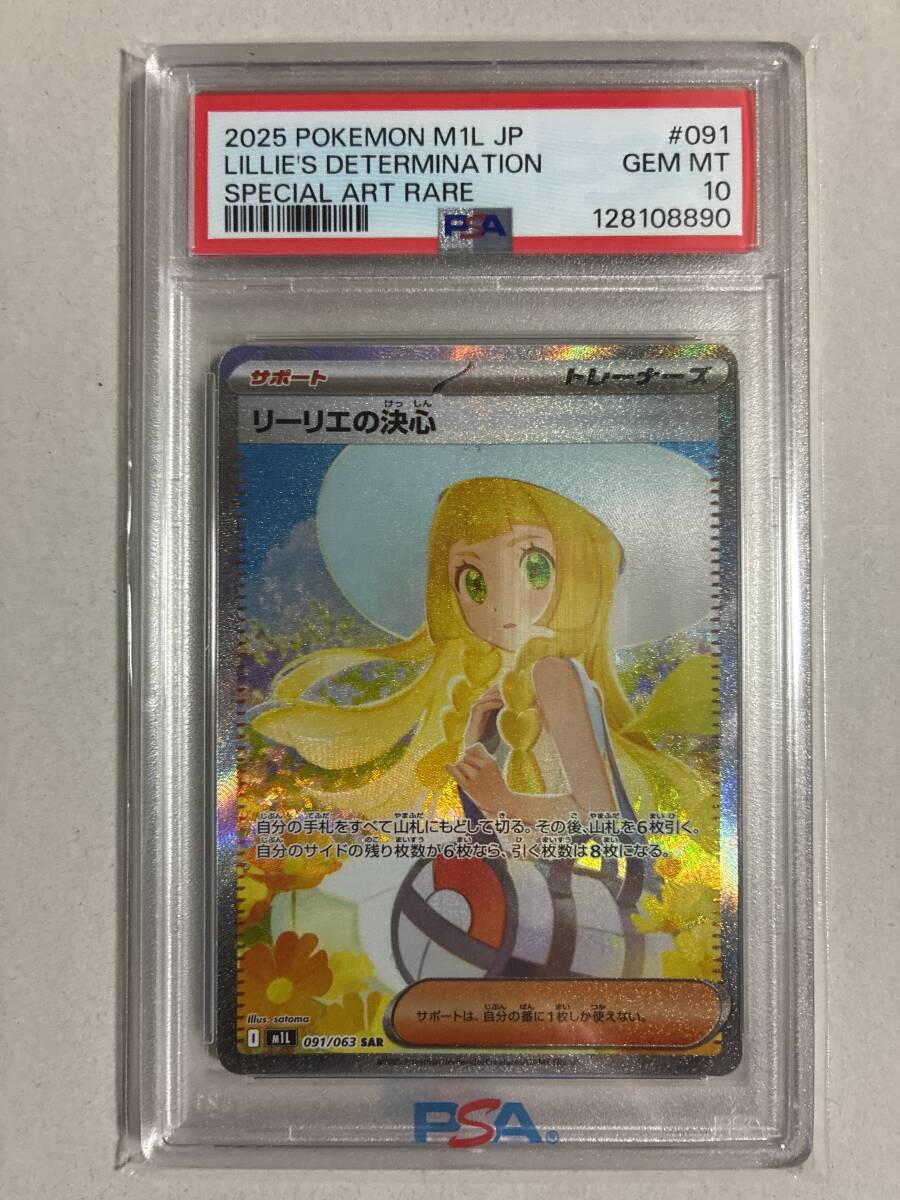 2025 POKEMON M1L JP #091
LILLIE'S DETERMINATION GEM MT
SPECIAL ART RARE 10
PSA 128108890
サポート トレーナーズ
けっしん
リーリエの決心
じぶん てふだ やまふだ き ご やまふだ まい ひ
自分の手札をすべて山札にもどして切る。その後、山札を6枚引く。
じぶん のこ まいすう まい ひ まいすう まい
自分のサイドの残り枚数が6枚なら、引く枚数は8枚になる。
じぶん ばん まい つか
サポートは、自分の番に1枚しか使えない。
Illus. satoma
I M1L 091/063 SAR
PSA